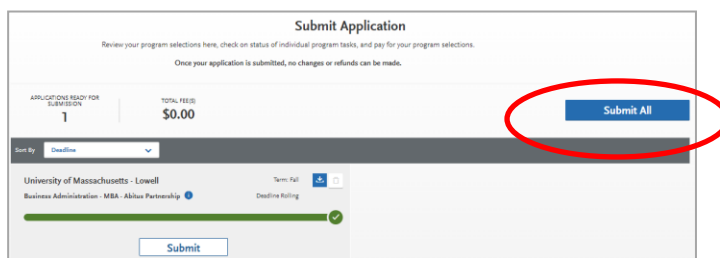 Submit Application
Review your program selections here, check on status of individual program tasks, and pay for your program selections.
Once your application is submitted, no changes or refunds can be made.
APPLICATIONS READY FOR
SUBMISSION
1
TOTAL FEE(S)
$0.00
Submit All
Sort By
Deadline
University of Massachusetts - Lowell
Term: Fall
Business Administration - MBA - Abitus Partnership
Deadline Rolling
Submit